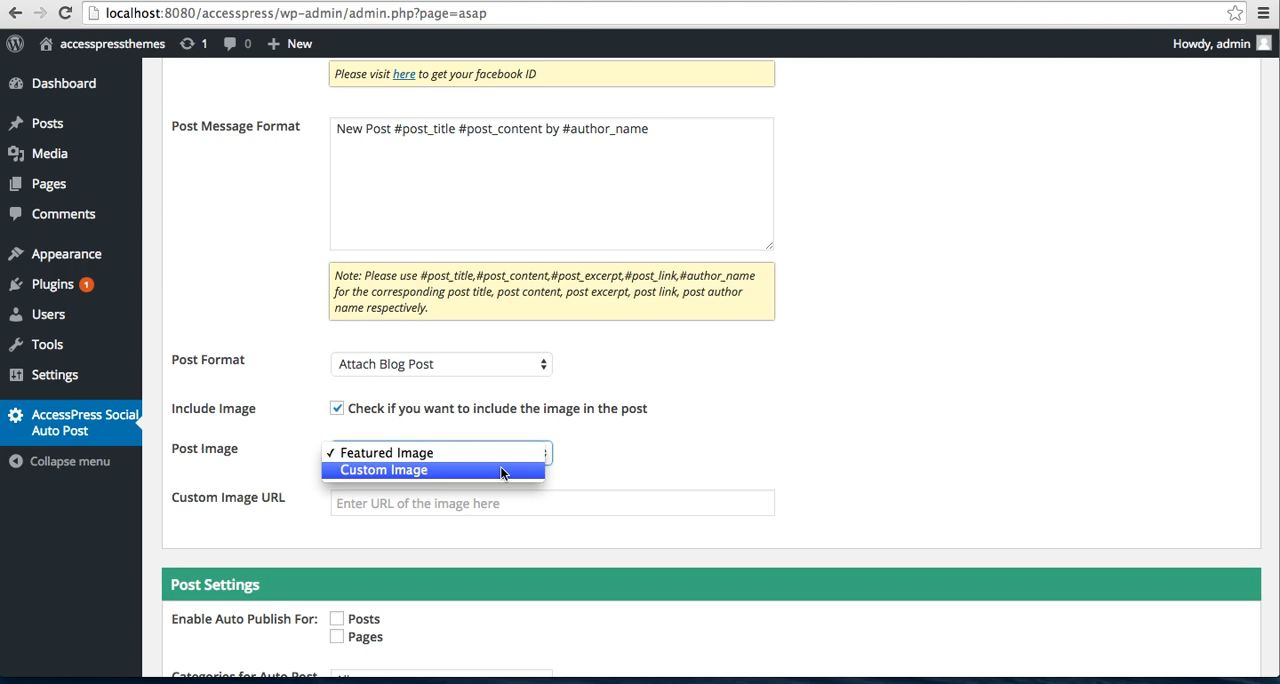 localhost:8080/accesspress/wp-admin/admin.php?page=asap
accesspressthemes
1
0
New
Howdy, admin
Dashboard
Posts
Media
Pages
Comments
Appearance
Plugins 1
Users
Tools
Settings
AccessPress Social
Auto Post
Collapse menu
Please visit here to get your facebook ID
Post Message Format
New Post #post_title #post_content by #author_name
Note: Please use #post_title,#post_content,#post_excerpt,#post_link,#author_name
for the corresponding post title, post content, post excerpt, post link, post author
name respectively.
Post Format
Attach Blog Post
Include Image
Check if you want to include the image in the post
Post Image
✓ Featured Image
Custom Image
Custom Image URL
Enter URL of the image here
Post Settings
Enable Auto Publish For:
Posts
Pages
Categories for Auto Post